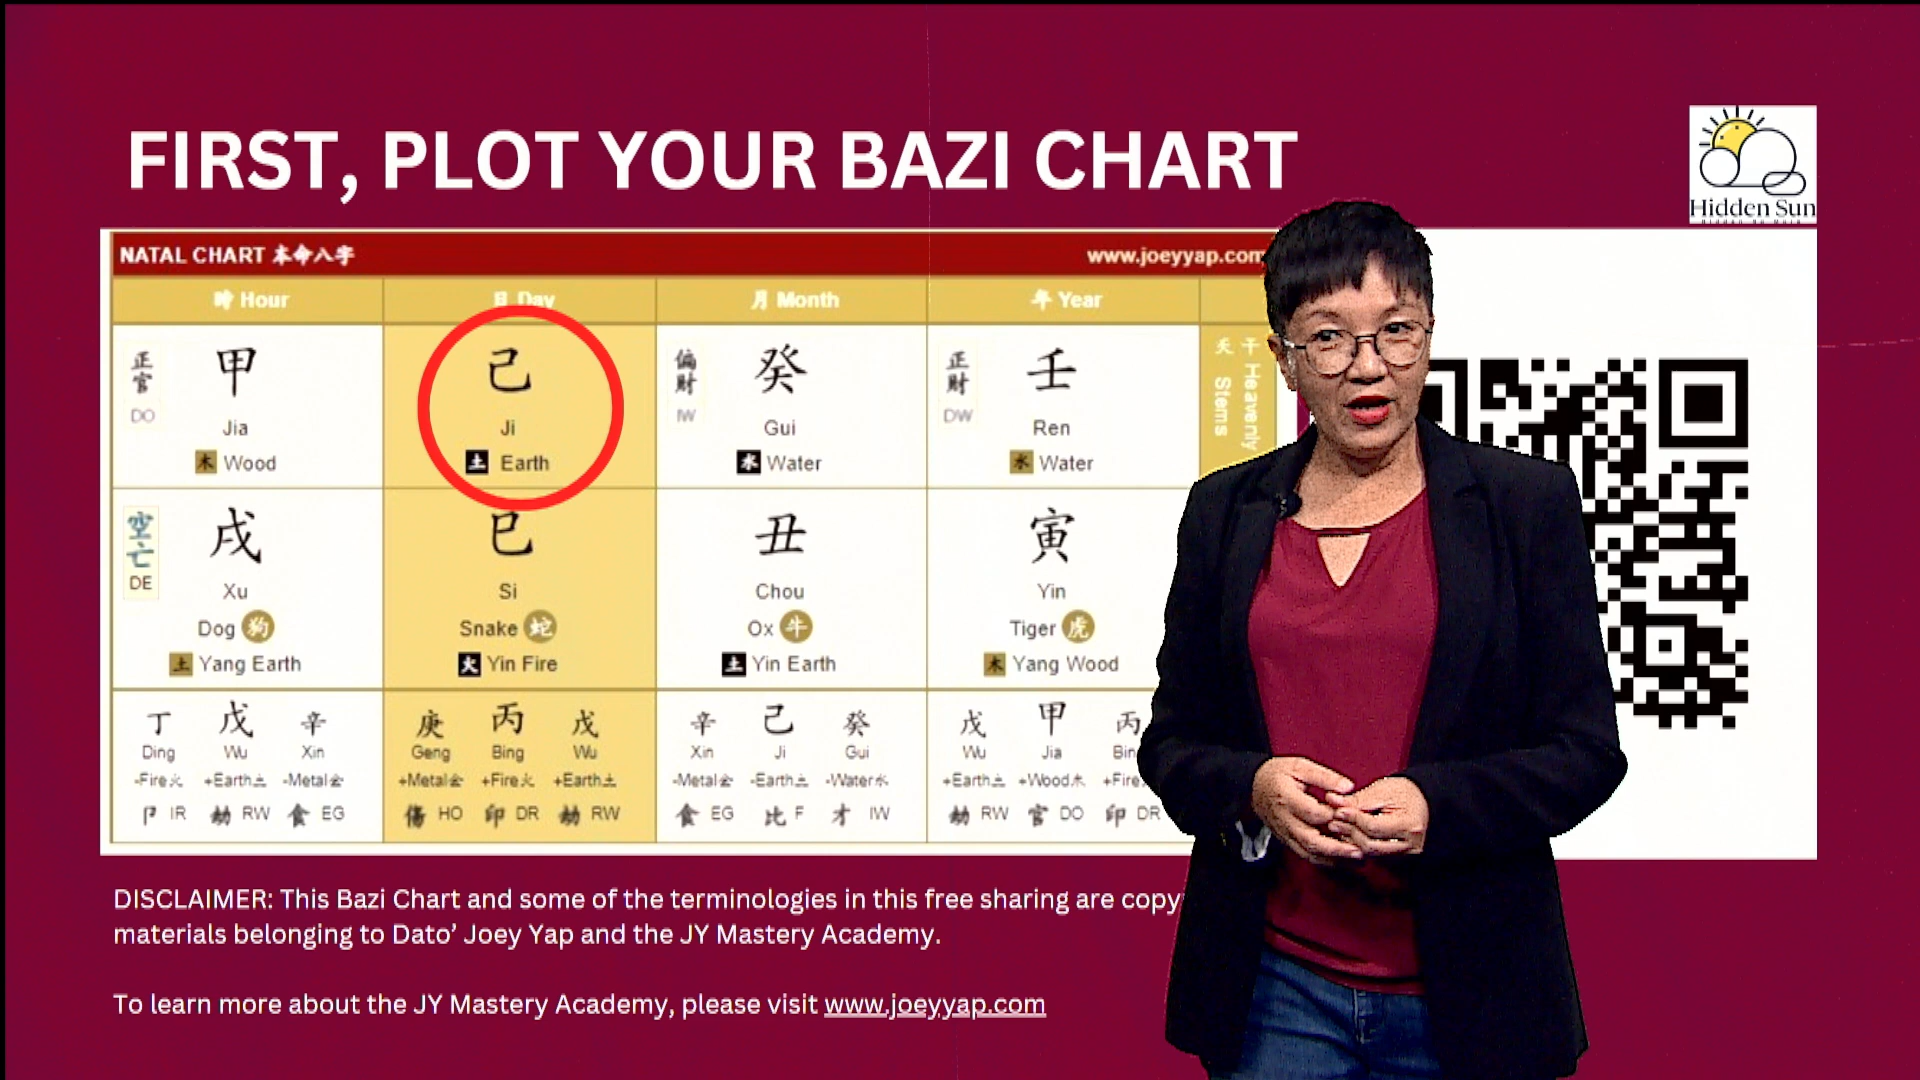 FIRST, PLOT YOUR BAZI CHART
Hidden Sun
NATAL CHART 本命八字
www.joeyyap.com
時 Hour
日 Day
月 Month
年 Year
正官
DO
甲
Jia
木 Wood
己
Ji
土 Earth
偏財
IW
癸
Gui
水 Water
正財
DW
壬
Ren
水 Water
天干 Heavenly Stems
空亡
DE
戌
Xu
Dog 狗
土 Yang Earth
巳
Si
Snake 蛇
火 Yin Fire
丑
Chou
Ox 牛
土 Yin Earth
寅
Yin
Tiger 虎
木 Yang Wood
丁 戊 辛
Ding Wu Xin
-Fire火 +Earth土 -Metal金
卩 IR 劫 RW 食 EG
庚 丙 戊
Geng Bing Wu
+Metal金 +Fire火 +Earth土
傷 HO 印 DR 劫 RW
辛 己 癸
Xin Ji Gui
-Metal金 -Earth土 -Water水
食 EG 比 F 才 IW
戊 甲 丙
Wu Jia Bin
+Earth土 +Wood木 +Fire
劫 RW 官 DO 印 DR
DISCLAIMER: This Bazi Chart and some of the terminologies in this free sharing are copy
materials belonging to Dato’ Joey Yap and the JY Mastery Academy.
To learn more about the JY Mastery Academy, please visit www.joeyyap.com